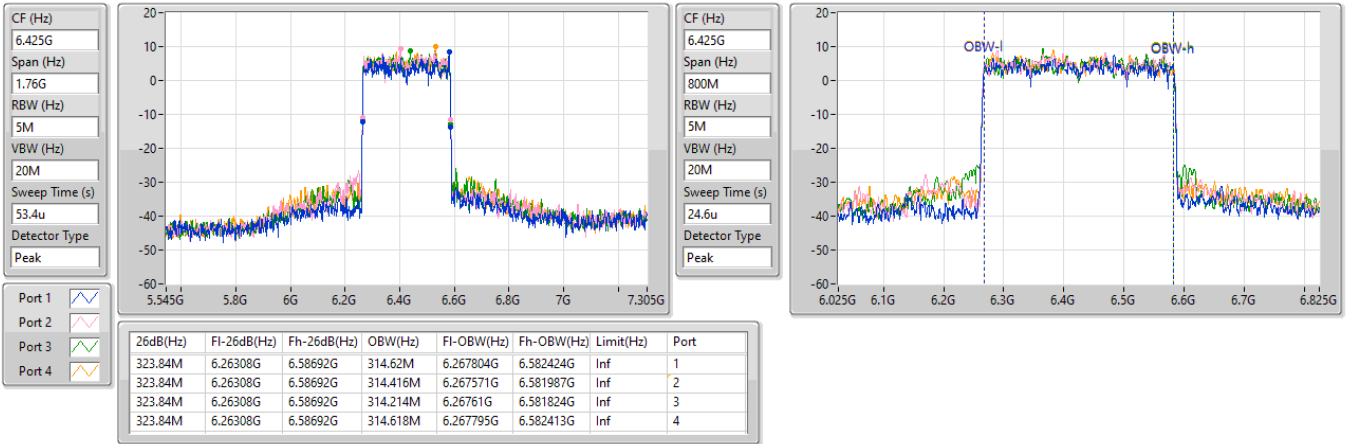 CF (Hz)
6.425G
Span (Hz)
1.76G
RBW (Hz)
5M
VBW (Hz)
20M
Sweep Time (s)
53.4u
Detector Type
Peak
20
10
0
-10
-20
-30
-40
-50
-60
5.545G 5.8G 6G 6.2G 6.4G 6.6G 6.8G 7G 7.305G
CF (Hz)
6.425G
Span (Hz)
800M
RBW (Hz)
5M
VBW (Hz)
20M
Sweep Time (s)
24.6u
Detector Type
Peak
20
10
0
-10
-20
-30
-40
-50
-60
OBW-l OBW-h
6.025G 6.1G 6.2G 6.3G 6.4G 6.5G 6.6G 6.7G 6.825G
Port 1
Port 2
Port 3
Port 4
26dB(Hz) Fl-26dB(Hz) Fh-26dB(Hz) OBW(Hz) Fl-OBW(Hz) Fh-OBW(Hz) Limit(Hz) Port
323.84M 6.26308G 6.58692G 314.62M 6.267804G 6.582424G Inf 1
323.84M 6.26308G 6.58692G 314.416M 6.267571G 6.581987G Inf 2
323.84M 6.26308G 6.58692G 314.214M 6.26761G 6.581824G Inf 3
323.84M 6.26308G 6.58692G 314.618M 6.267795G 6.582413G Inf 4